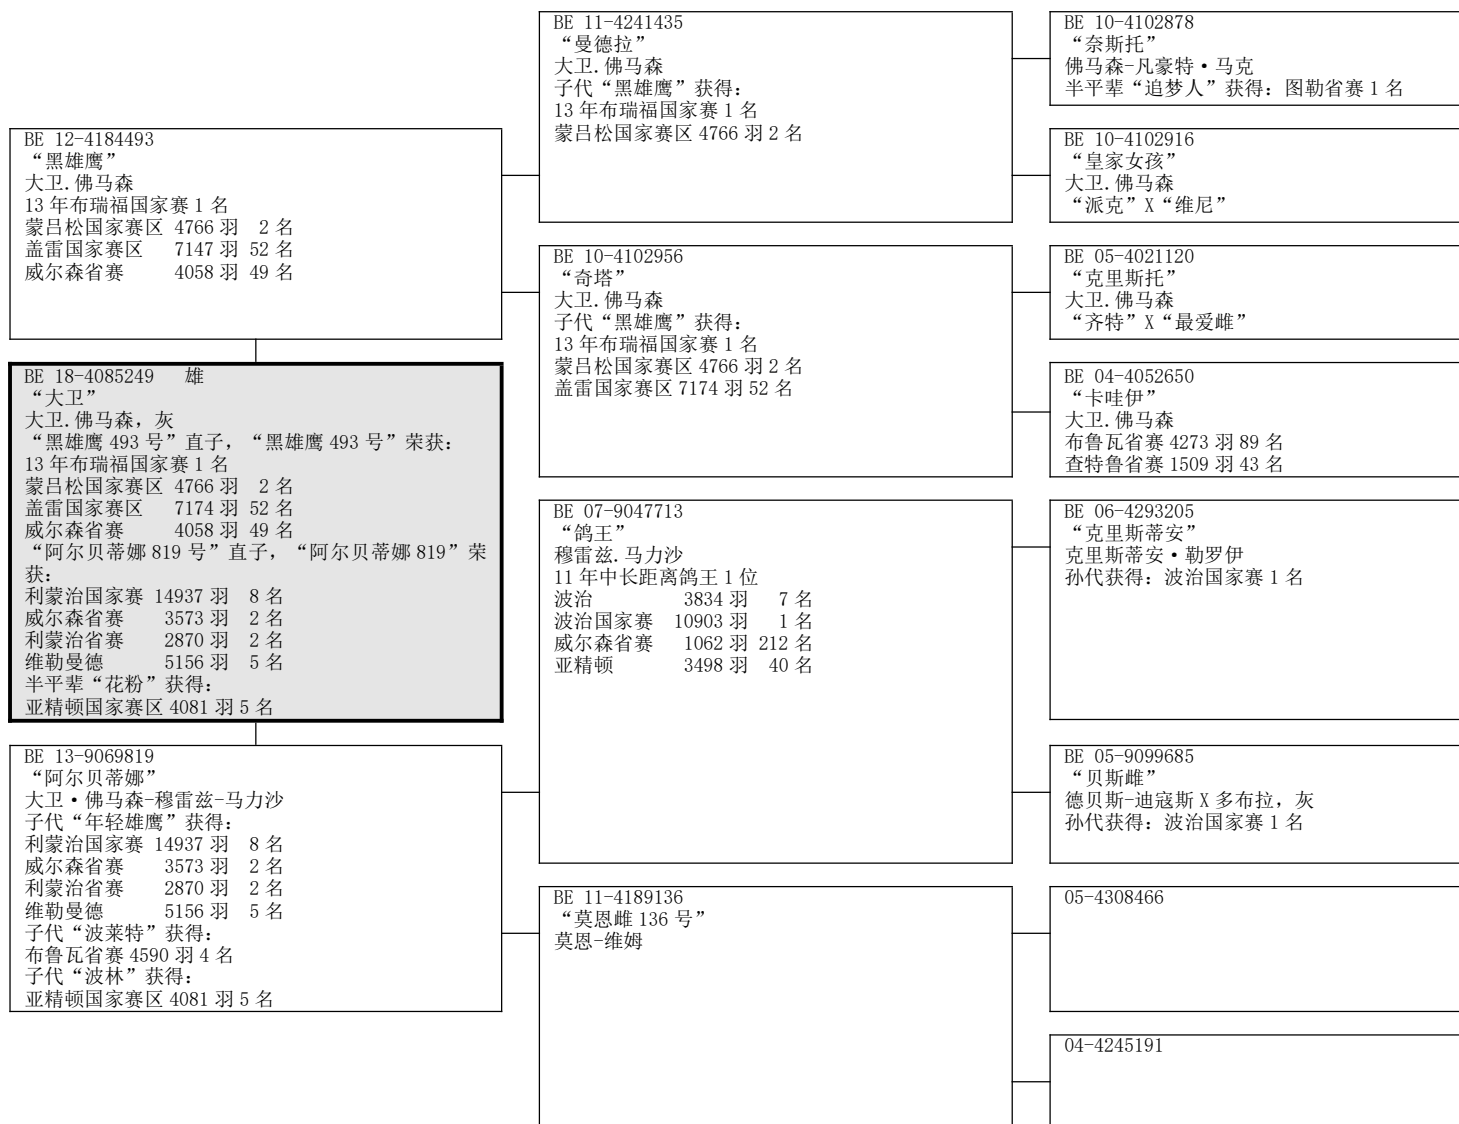 BE 12-4184493
“黑雄鹰”
大卫.佛马森
13 年布瑞福国家赛 1 名
蒙吕松国家赛区 4766 羽 2 名
盖雷国家赛区 7147 羽 52 名
威尔森省赛 4058 羽 49 名
BE 18-4085249 雄
“大卫”
大卫.佛马森，灰
“黑雄鹰 493 号”直子，“黑雄鹰 493 号”荣获：
13 年布瑞福国家赛 1 名
蒙吕松国家赛区 4766 羽 2 名
盖雷国家赛区 7174 羽 52 名
威尔森省赛 4058 羽 49 名
“阿尔贝蒂娜 819 号”直子，“阿尔贝蒂娜 819”荣
获：
利蒙治国家赛 14937 羽 8 名
威尔森省赛 3573 羽 2 名
利蒙治省赛 2870 羽 2 名
维勒曼德 5156 羽 5 名
半平辈“花粉”获得：
亚精顿国家赛区 4081 羽 5 名
BE 13-9069819
“阿尔贝蒂娜”
大卫•佛马森-穆雷兹-马力沙
子代“年轻雄鹰”获得：
利蒙治国家赛 14937 羽 8 名
威尔森省赛 3573 羽 2 名
利蒙治省赛 2870 羽 2 名
维勒曼德 5156 羽 5 名
子代“波莱特”获得：
布鲁瓦省赛 4590 羽 4 名
子代“波林”获得：
亚精顿国家赛区 4081 羽 5 名
BE 11-4241435
“曼德拉”
大卫.佛马森
子代“黑雄鹰”获得：
13 年布瑞福国家赛 1 名
蒙吕松国家赛区 4766 羽 2 名
BE 10-4102956
“奇塔”
大卫.佛马森
子代“黑雄鹰”获得：
13 年布瑞福国家赛 1 名
蒙吕松国家赛区 4766 羽 2 名
盖雷国家赛区 7174 羽 52 名
BE 07-9047713
“鸽王”
穆雷兹.马力沙
11 年中长距离鸽王 1 位
波治 3834 羽 7 名
波治国家赛 10903 羽 1 名
威尔森省赛 1062 羽 212 名
亚精顿 3498 羽 40 名
BE 11-4189136
“莫恩雌 136 号”
莫恩-维姆
BE 10-4102878
“奈斯托”
佛马森-凡豪特•马克
半平辈“追梦人”获得：图勒省赛 1 名
BE 10-4102916
“皇家女孩”
大卫.佛马森
“派克”X“维尼”
BE 05-4021120
“克里斯托”
大卫.佛马森
“齐特”X“最爱雌”
BE 04-4052650
“卡哇伊”
大卫.佛马森
布鲁瓦省赛 4273 羽 89 名
查特鲁省赛 1509 羽 43 名
BE 06-4293205
“克里斯蒂安”
克里斯蒂安•勒罗伊
孙代获得：波治国家赛 1 名
BE 05-9099685
“贝斯雌”
德贝斯-迪寇斯 X 多布拉，灰
孙代获得：波治国家赛 1 名
05-4308466
04-4245191